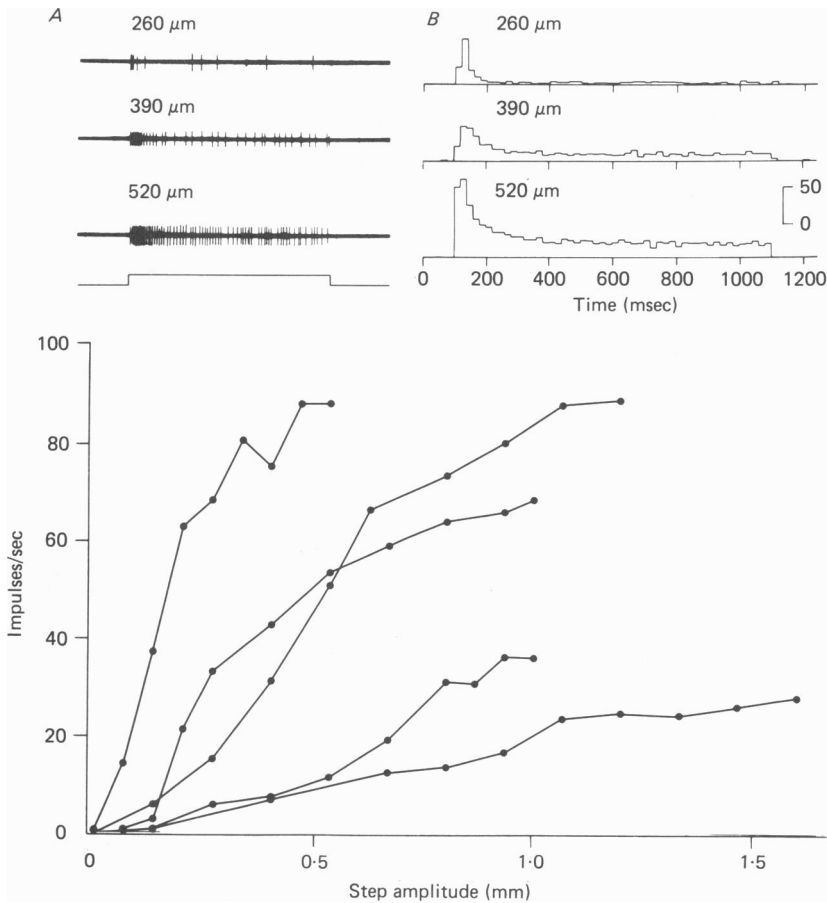 A
260 µm
390 µm
520 µm
B
260 µm
390 µm
520 µm
50
0
0 200 400 600 800 1000 1200
Time (msec)
100
80
60
40
20
0
Impulses/sec
0 0·5 1·0 1·5
Step amplitude (mm)